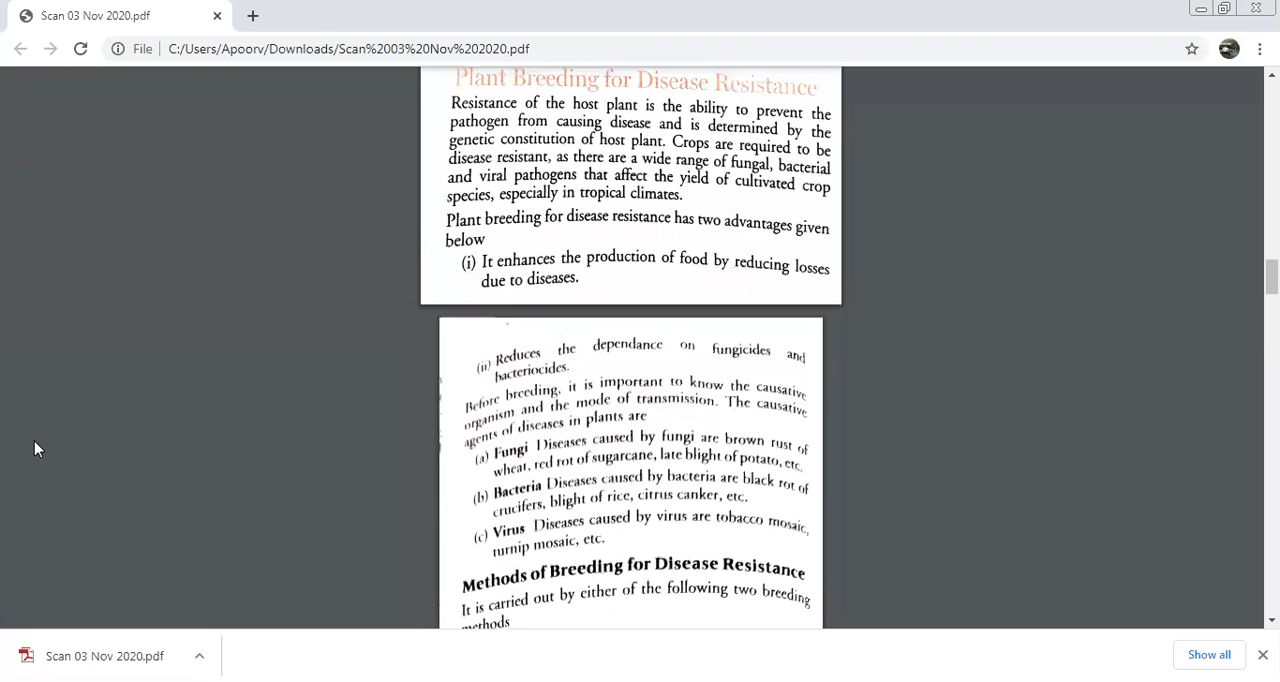 Scan 03 Nov 2020.pdf
File
C:/Users/Apoorv/Downloads/Scan%2003%20Nov%202020.pdf
Plant Breeding for Disease Resistance
Resistance of the host plant is the ability to prevent the
pathogen from causing disease and is determined by the
genetic constitution of host plant. Crops are required to be
disease resistant, as there are a wide range of fungal, bacterial
and viral pathogens that affect the yield of cultivated crop
species, especially in tropical climates.
Plant breeding for disease resistance has two advantages given
below
(i) It enhances the production of food by reducing losses
due to diseases.
(ii) Reduces the dependance on fungicides and
bacteriocides.
Before breeding, it is important to know the causative
organism and the mode of transmission. The causative
agents of diseases in plants are
(a) Fungi Diseases caused by fungi are brown rust of
wheat, red rot of sugarcane, late blight of potato, etc.
(b) Bacteria Diseases caused by bacteria are black rot of
crucifers, blight of rice, citrus canker, etc.
(c) Virus Diseases caused by virus are tobacco mosaic,
turnip mosaic, etc.
Methods of Breeding for Disease Resistance
It is carried out by either of the following two breeding
methods
Scan 03 Nov 2020.pdf
Show all